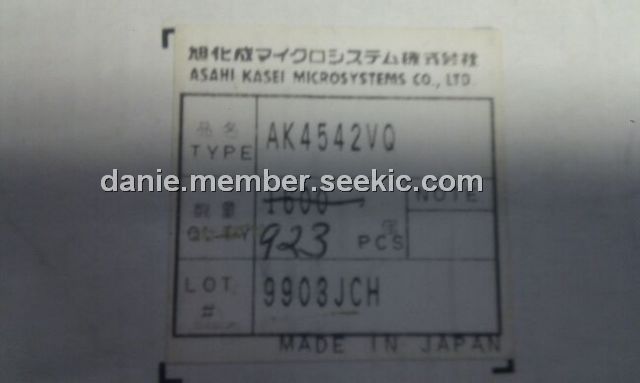 旭化成マイクロシステム株式会社
ASAHI KASEI MICROSYSTEMS CO., LTD.
品名
TYPE AK4542VQ
danie.member.seekic.com
数量 1600 NOTE
Q'TY 923 PCS
LOT # 9903JCH
MADE IN JAPAN